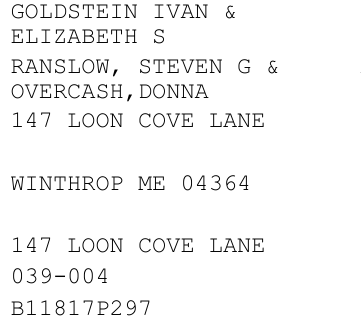 GOLDSTEIN IVAN &
ELIZABETH S
RANSLOW, STEVEN G &
OVERCASH,DONNA
147 LOON COVE LANE
WINTHROP ME 04364
147 LOON COVE LANE
039-004
B11817P297